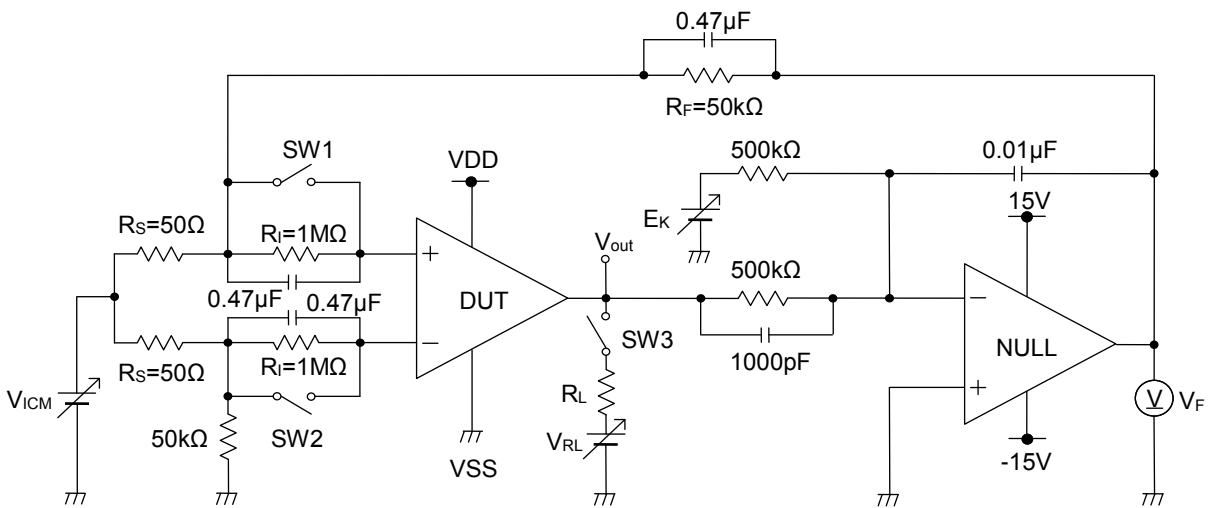 0.47µF
RF=50kΩ
SW1
VDD
500kΩ
0.01µF
15V
EK
RS=50Ω
RI=1MΩ
Vout
+
500kΩ
0.47µF
0.47µF
DUT
−
SW3
−
NULL
RS=50Ω
RI=1MΩ
1000pF
+
V
VF
VICM
RL
50kΩ
SW2
VRL
VSS
-15V